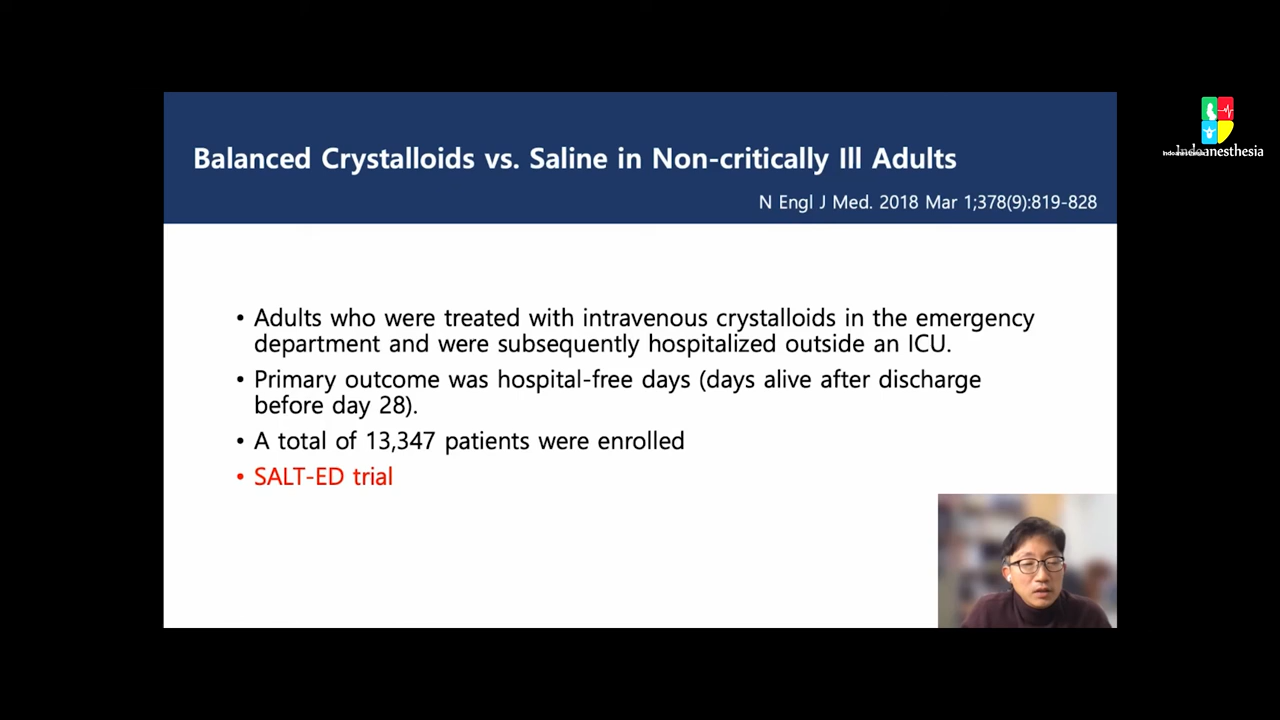 Balanced Crystalloids vs. Saline in Non-critically Ill Adults
N Engl J Med. 2018 Mar 1;378(9):819-828
• Adults who were treated with intravenous crystalloids in the emergency
department and were subsequently hospitalized outside an ICU.
• Primary outcome was hospital-free days (days alive after discharge
before day 28).
• A total of 13,347 patients were enrolled
• SALT-ED trial
Indoanesthesia